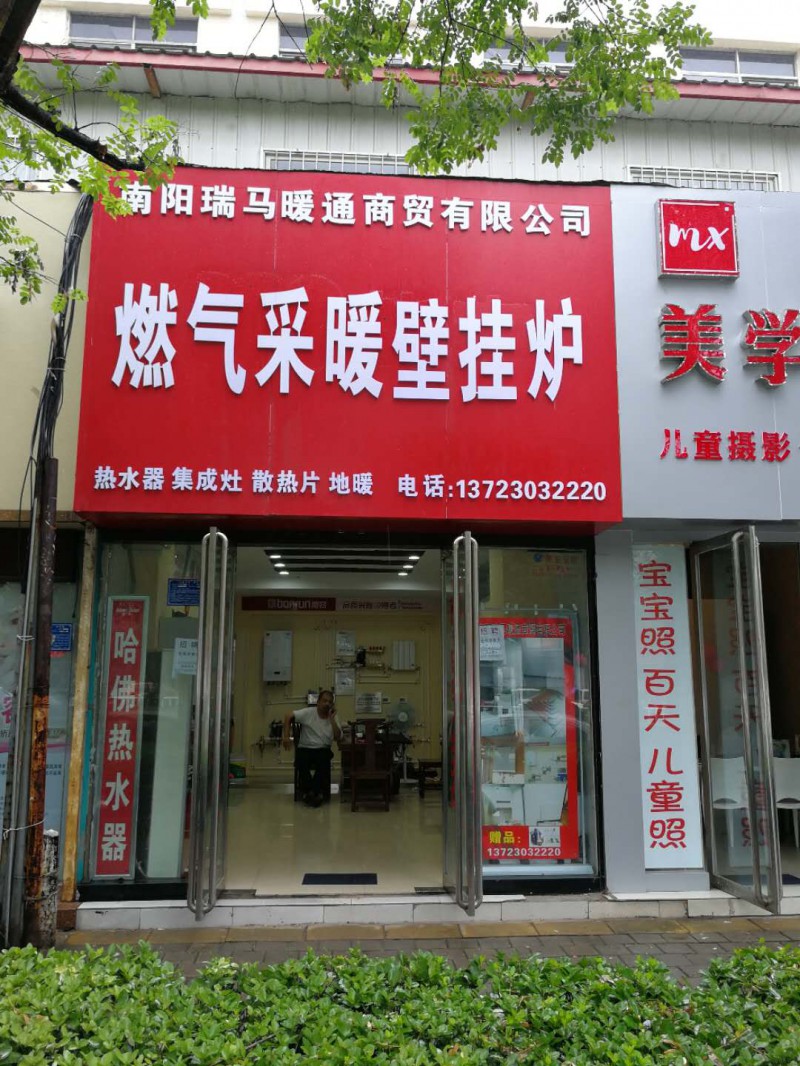 南阳瑞马暖通商贸有限公司
燃气采暖壁挂炉
热水器 集成灶 散热片 地暖 电话:13723032220
mx
美学
儿童摄影
哈佛热水器
招聘
赠品:
13723032220
宝宝照 百天 儿童照